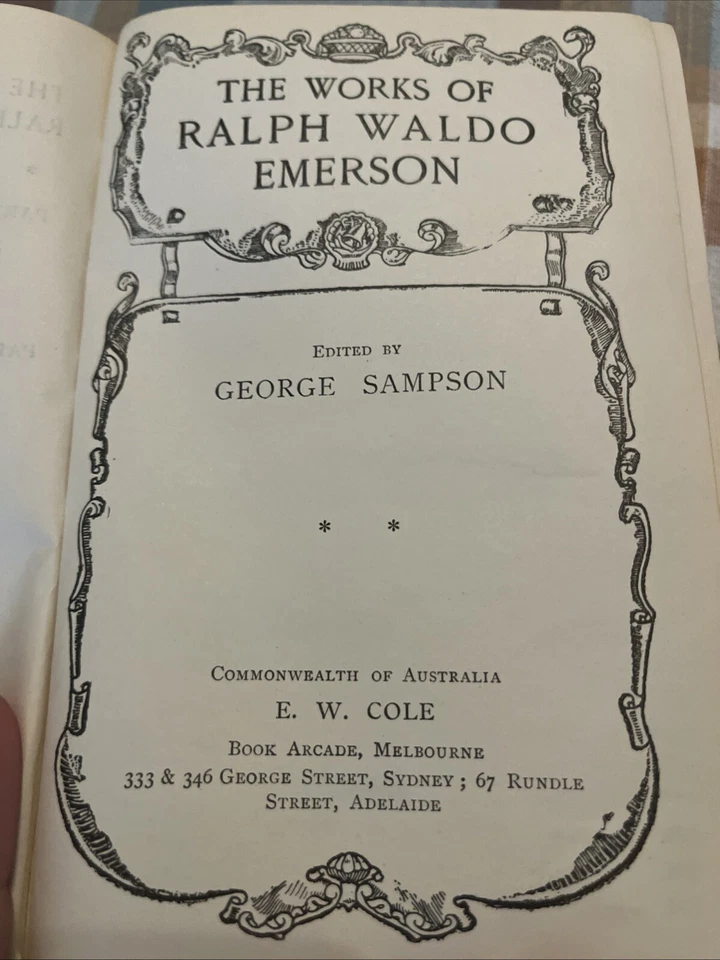 THE WORKS OF
RALPH WALDO
EMERSON
EDITED BY
GEORGE SAMPSON
* *
COMMONWEALTH OF AUSTRALIA
E. W. COLE
BOOK ARCADE, MELBOURNE
333 & 346 GEORGE STREET, SYDNEY; 67 RUNDLE
STREET, ADELAIDE